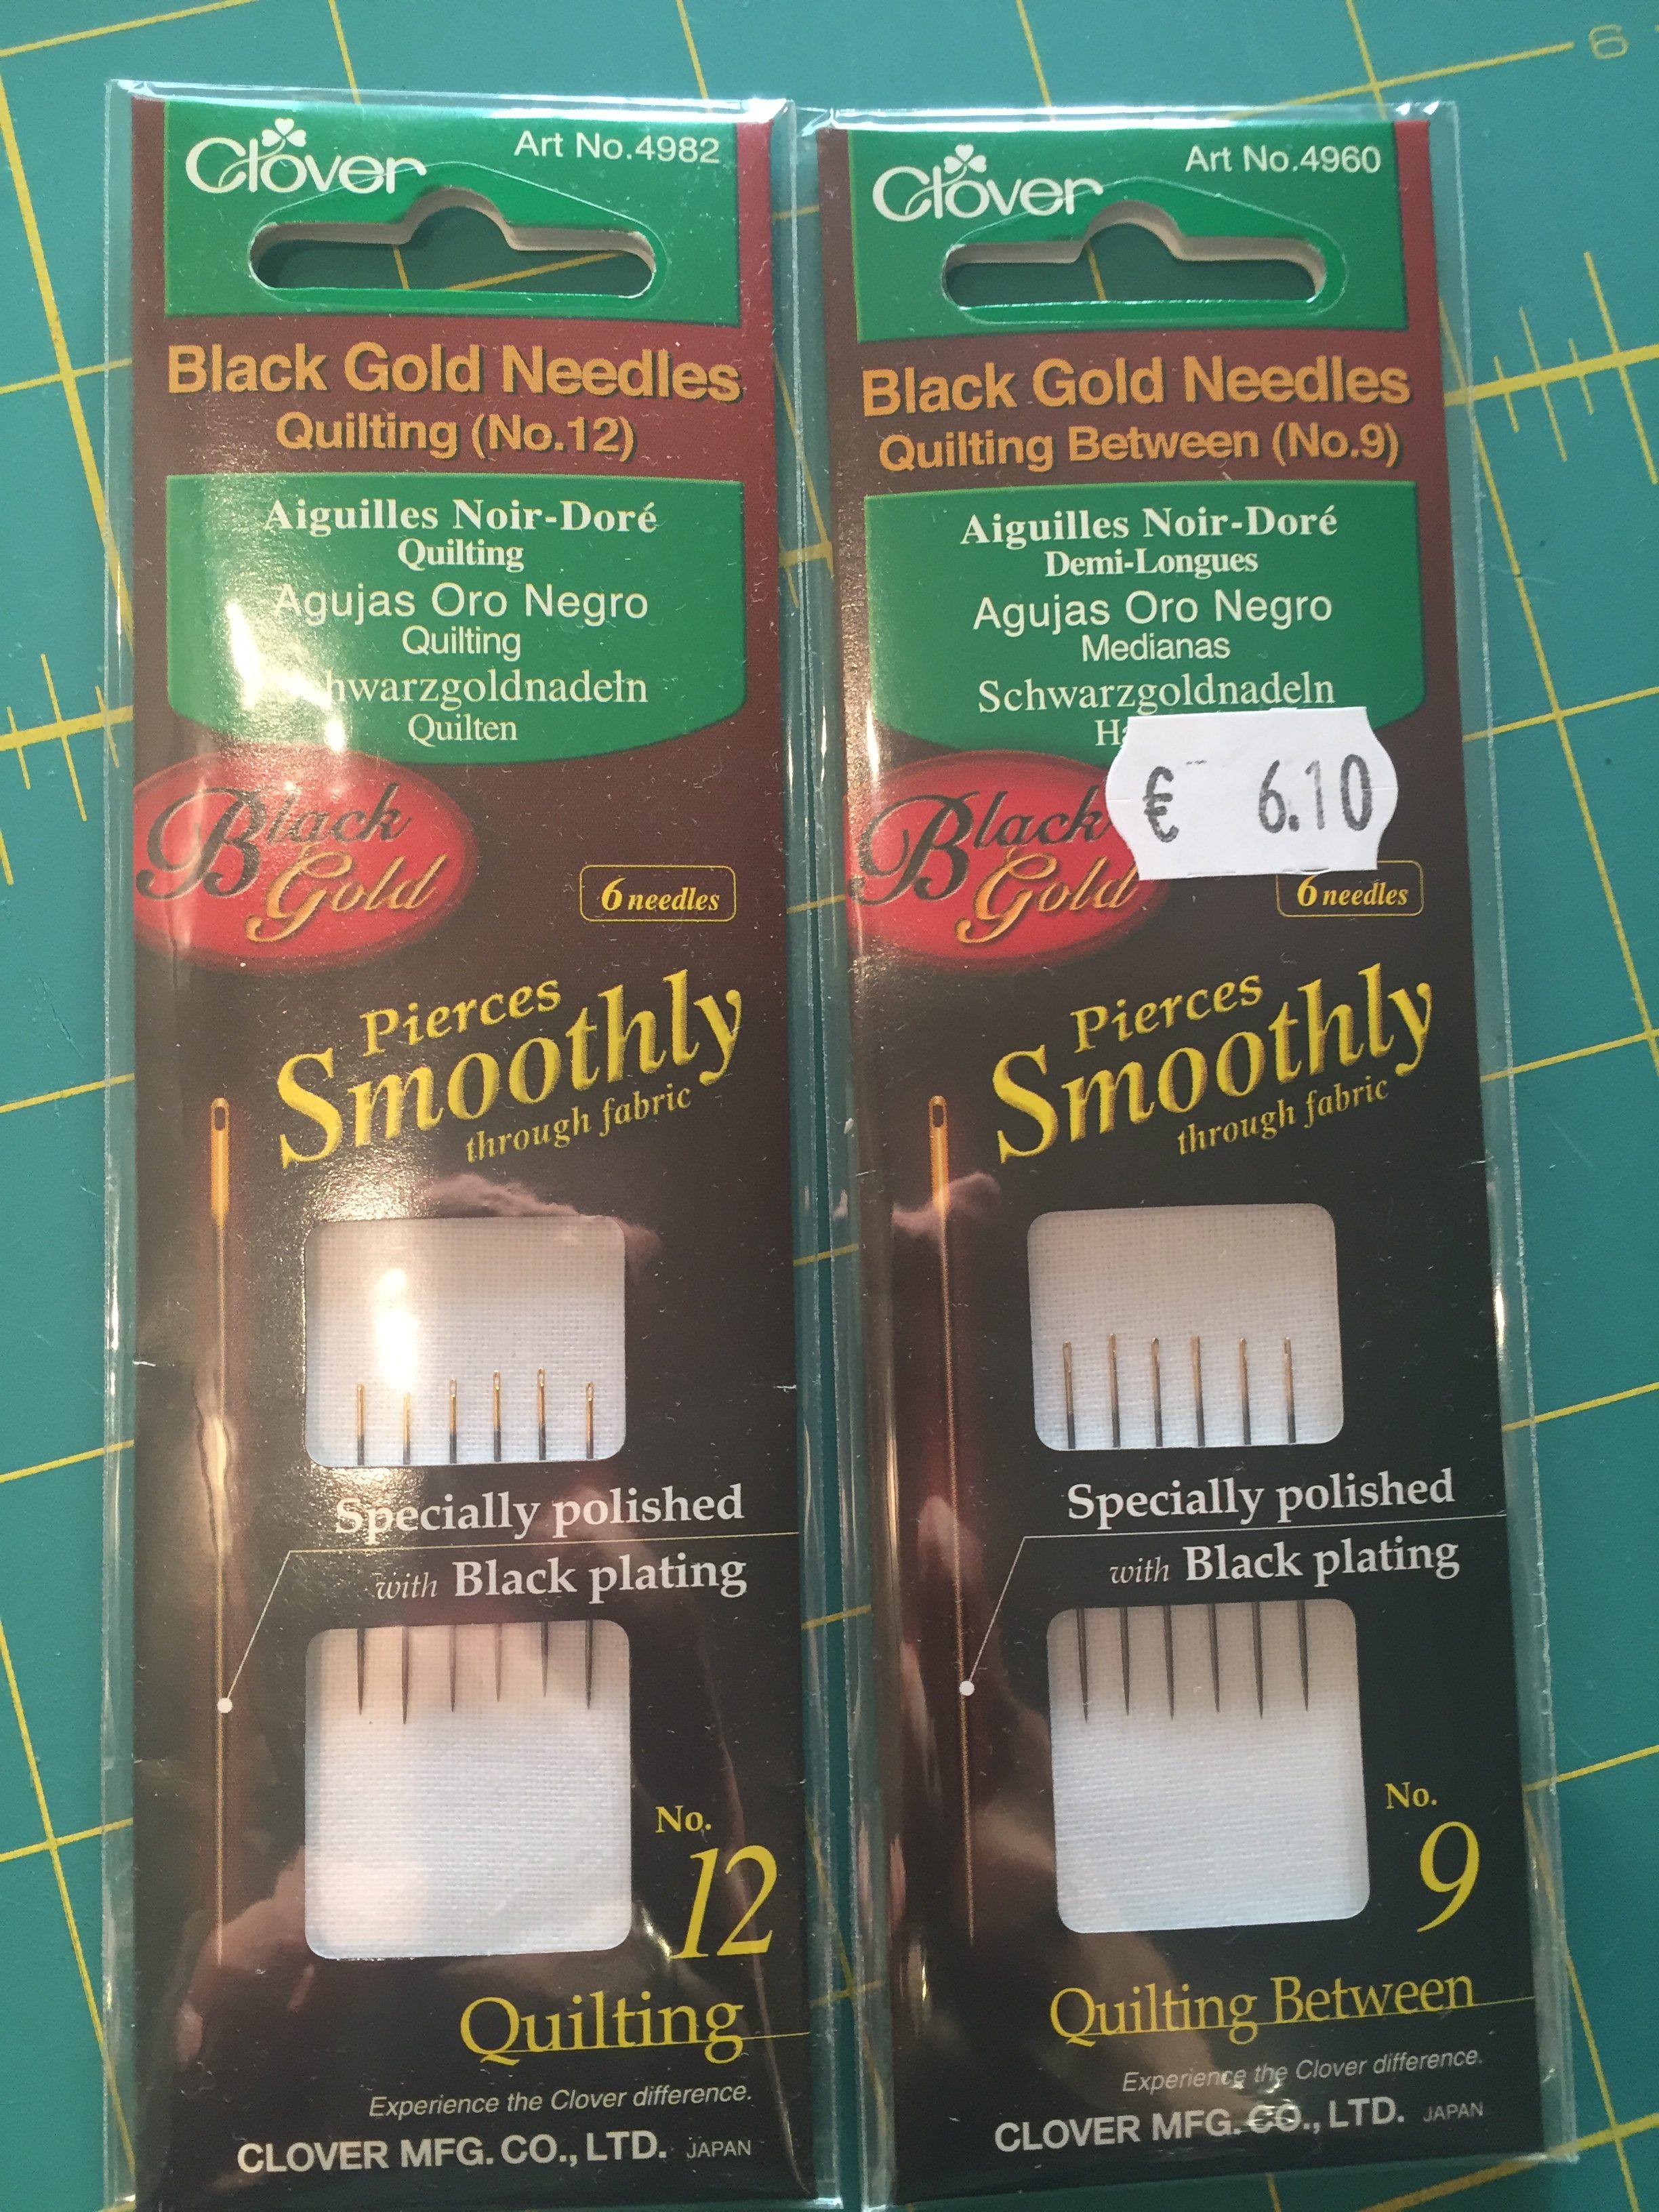 Clover
Art No.4982
Black Gold Needles
Quilting (No.12)
Aiguilles Noir-Doré
Quilting
Agujas Oro Negro
Quilting
hwarzgoldnadeln
Quilten
Black
Gold
6 needles
Pierces
Smoothly
through fabric
Specially polished
with Black plating
No.
12
Quilting
Experience the Clover difference.
CLOVER MFG. CO., LTD. JAPAN
Clover
Art No.4960
Black Gold Needles
Quilting Between (No.9)
Aiguilles Noir-Doré
Demi-Longues
Agujas Oro Negro
Medianas
Schwarzgoldnadeln
€ 6.10
Black
Gold
6 needles
Pierces
Smoothly
through fabric
Specially polished
with Black plating
No.
9
Quilting Between
Experience the Clover difference.
CLOVER MFG. CO., LTD. JAPAN
6